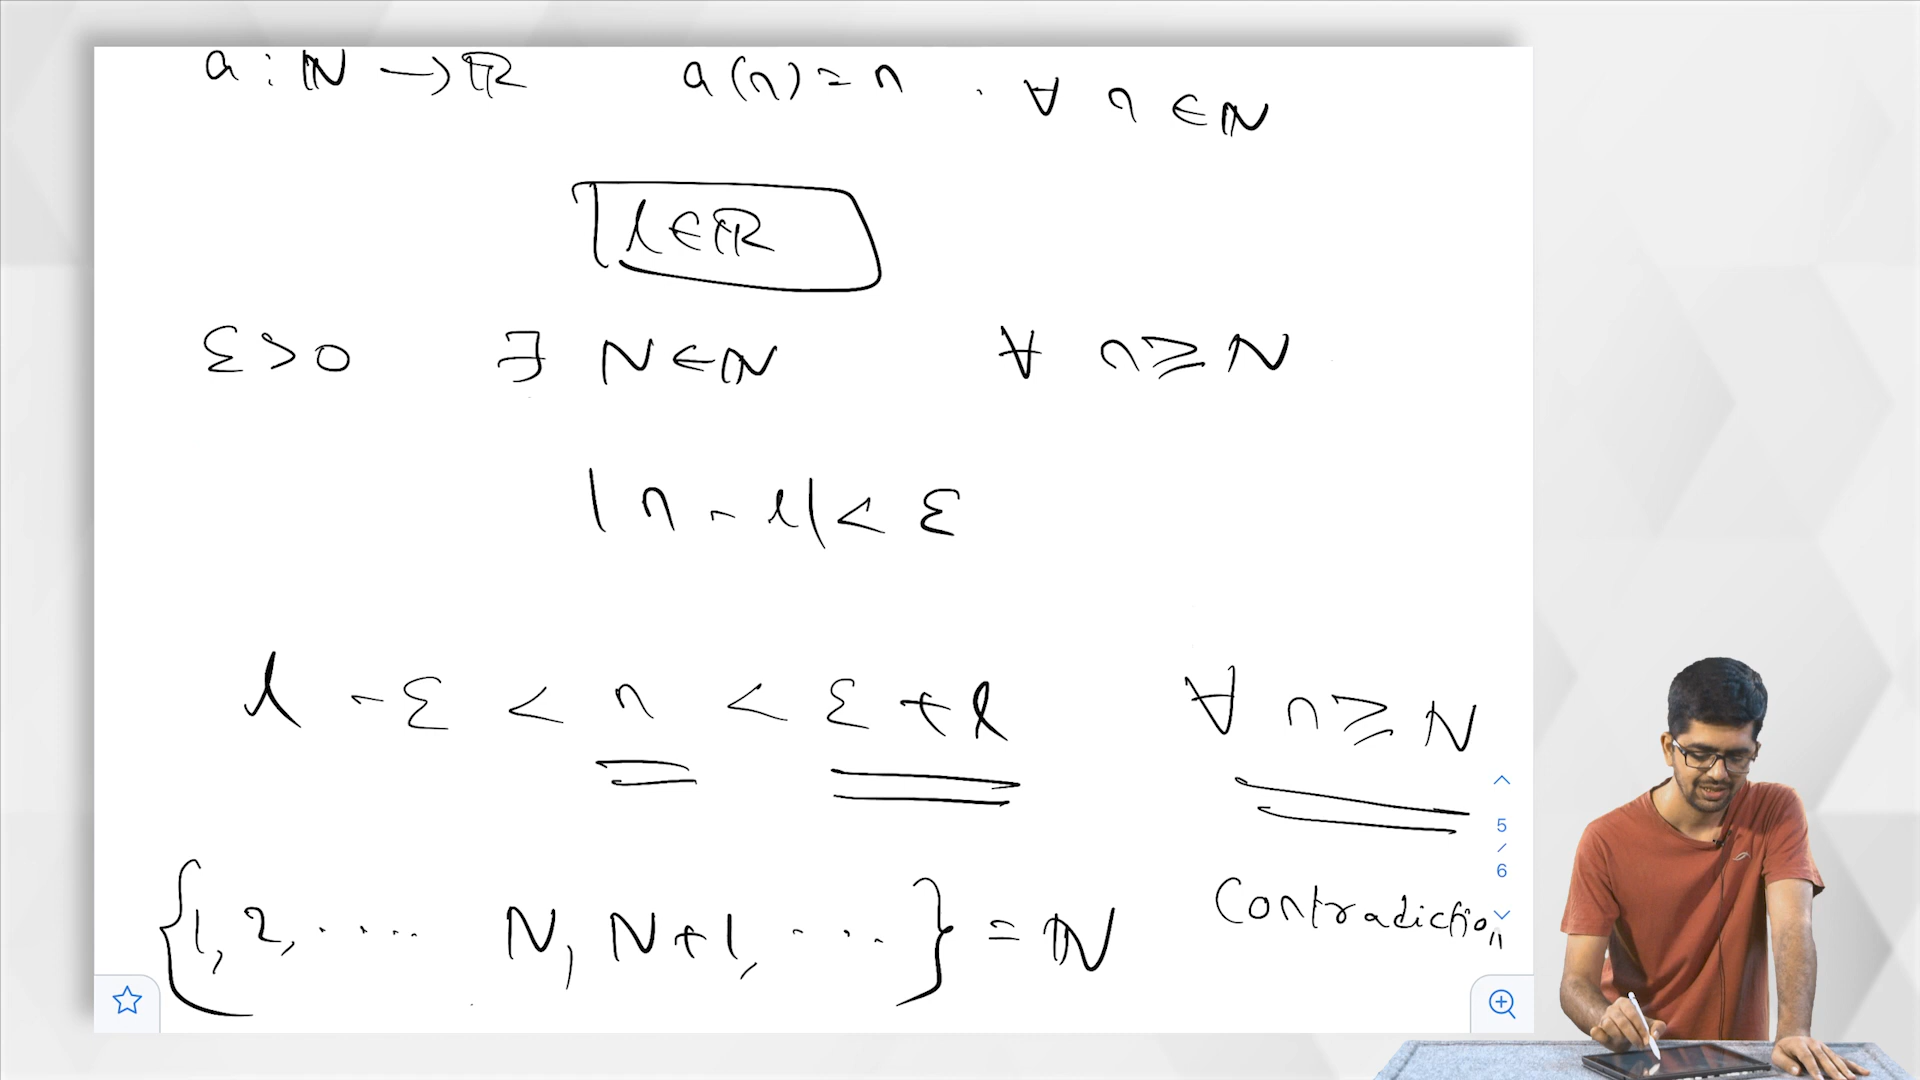 a : ℕ → ℝ a(n) = n . ∀ n ∈ ℕ
l ∈ ℝ
ε > 0 ∃ N ∈ ℕ ∀ n ≥ N
|n - l| < ε
l - ε < n < ε + l ∀ n ≥ N
{1, 2, ..... N, N+1, ...} = ℕ
Contradiction
5
/
6